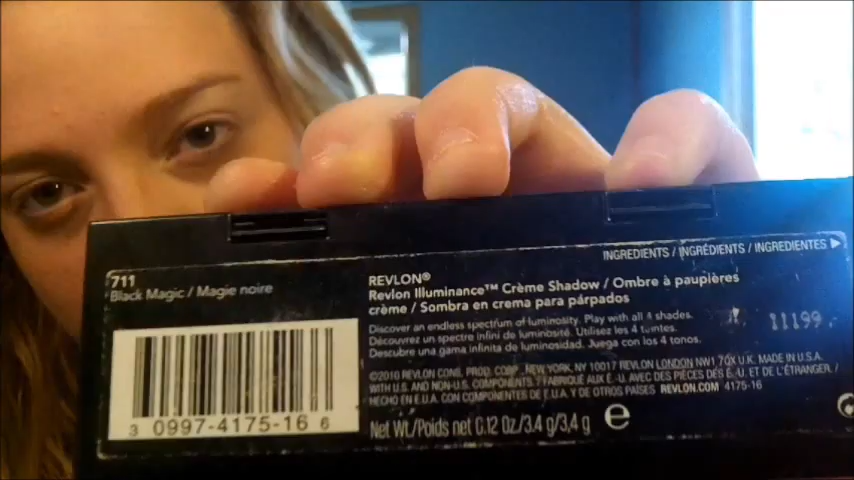 INGREDIENTS / INGRÉDIENTS / INGREDIENTES
711
Black Magic / Magie noire
REVLON®
Revlon Illuminance™ Crème Shadow / Ombre à paupières
crème / Sombra en crema para párpados
Discover an endless spectrum of luminosity. Play with all 4 shades.
Découvrez un spectre infini de luminosité. Utilisez les 4 teintes.
Descubre una gama infinita de luminosidad. Juega con los 4 tonos.
11199
©2010 REVLON CONS. PROD. CORP., NEW YORK, NY 10017 REVLON LONDON NW1 7QX U.K. MADE IN U.S.A.
WITH U.S. AND NON-U.S. COMPONENTS. / FABRIQUÉ AUX É.-U. AVEC DES PIÈCES DES É.-U. ET DE L'ÉTRANGER. /
HECHO EN E.U.A. CON COMPONENTES DE E.U.A. Y DE OTROS PAÍSES. REVLON.COM 4175-16
Net Wt./Poids net 0.12 Oz/3.4 g/3,4 g e
3 0997-4175-16 6